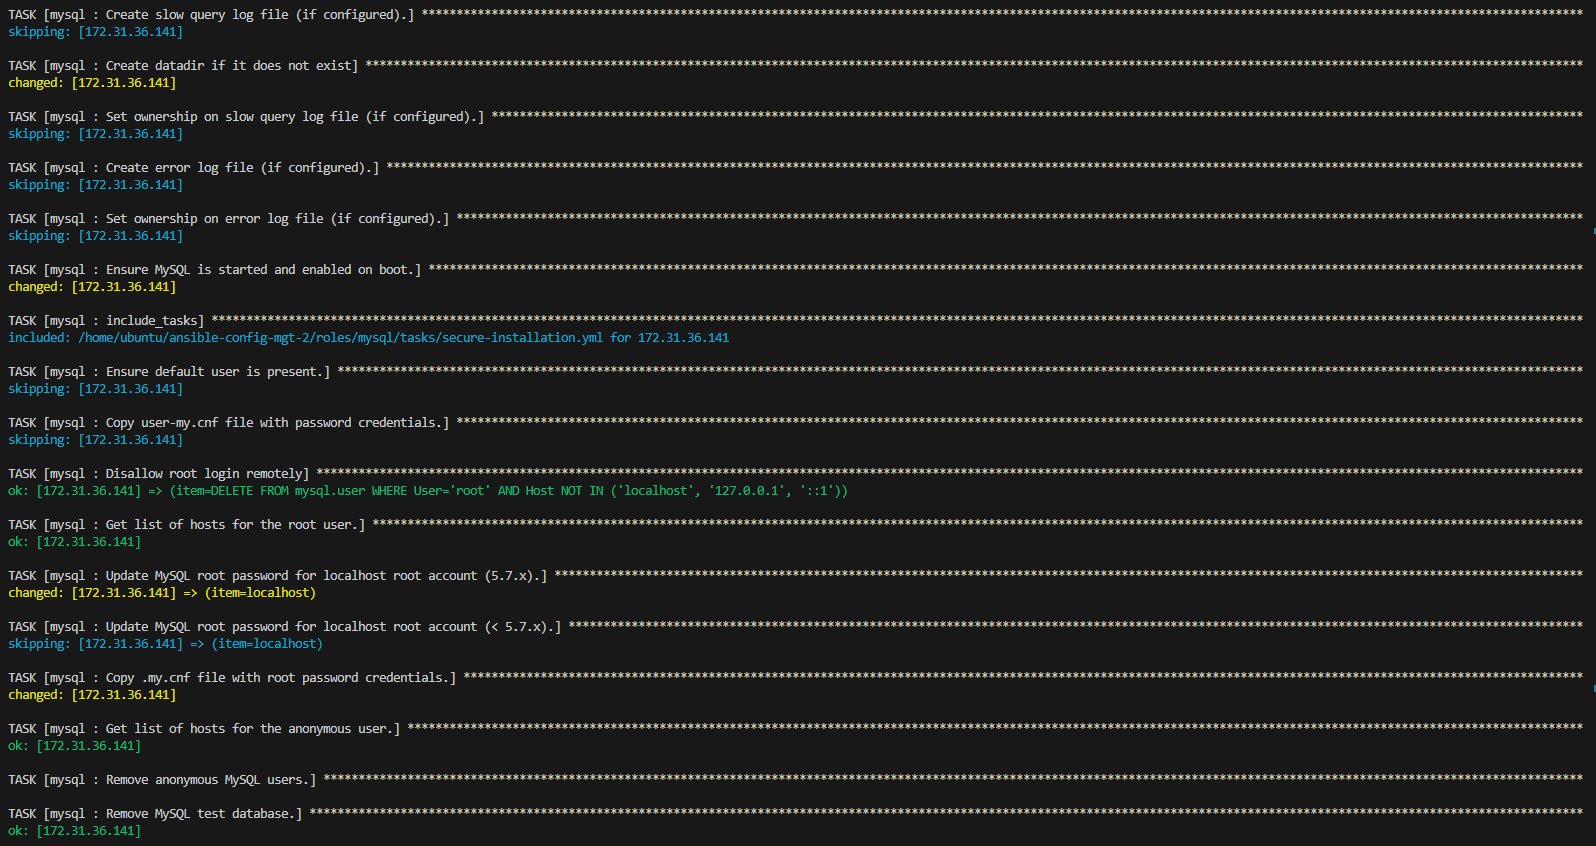 TASK [mysql : Create slow query log file (if configured).] **********************************************************************************************************************************************************************
skipping: [172.31.36.141]
TASK [mysql : Create datadir if it does not exist] ******************************************************************************************************************************************************************************
changed: [172.31.36.141]
TASK [mysql : Set ownership on slow query log file (if configured).] ************************************************************************************************************************************************************
skipping: [172.31.36.141]
TASK [mysql : Create error log file (if configured).] ***************************************************************************************************************************************************************************
skipping: [172.31.36.141]
TASK [mysql : Set ownership on error log file (if configured).] *****************************************************************************************************************************************************************
skipping: [172.31.36.141]
TASK [mysql : Ensure MySQL is started and enabled on boot.] *********************************************************************************************************************************************************************
changed: [172.31.36.141]
TASK [mysql : include_tasks] ****************************************************************************************************************************************************************************************************
included: /home/ubuntu/ansible-config-mgt-2/roles/mysql/tasks/secure-installation.yml for 172.31.36.141
TASK [mysql : Ensure default user is present.] **********************************************************************************************************************************************************************************
skipping: [172.31.36.141]
TASK [mysql : Copy user-my.cnf file with password credentials.] *****************************************************************************************************************************************************************
skipping: [172.31.36.141]
TASK [mysql : Disallow root login remotely] *************************************************************************************************************************************************************************************
ok: [172.31.36.141] => (item=DELETE FROM mysql.user WHERE User='root' AND Host NOT IN ('localhost', '127.0.0.1', '::1'))
TASK [mysql : Get list of hosts for the root user.] *****************************************************************************************************************************************************************************
ok: [172.31.36.141]
TASK [mysql : Update MySQL root password for localhost root account (5.7.x).] ***************************************************************************************************************************************************
changed: [172.31.36.141] => (item=localhost)
TASK [mysql : Update MySQL root password for localhost root account (< 5.7.x).] *************************************************************************************************************************************************
skipping: [172.31.36.141] => (item=localhost)
TASK [mysql : Copy .my.cnf file with root password credentials.] ****************************************************************************************************************************************************************
changed: [172.31.36.141]
TASK [mysql : Get list of hosts for the anonymous user.] ************************************************************************************************************************************************************************
ok: [172.31.36.141]
TASK [mysql : Remove anonymous MySQL users.] ************************************************************************************************************************************************************************************
TASK [mysql : Remove MySQL test database.] **************************************************************************************************************************************************************************************
ok: [172.31.36.141]